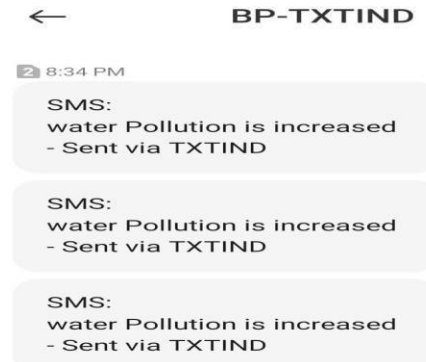 BP-TXTIND
2 8:34 PM
SMS:
water Pollution is increased
- Sent via TXTIND
SMS:
water Pollution is increased
- Sent via TXTIND
SMS:
water Pollution is increased
- Sent via TXTIND